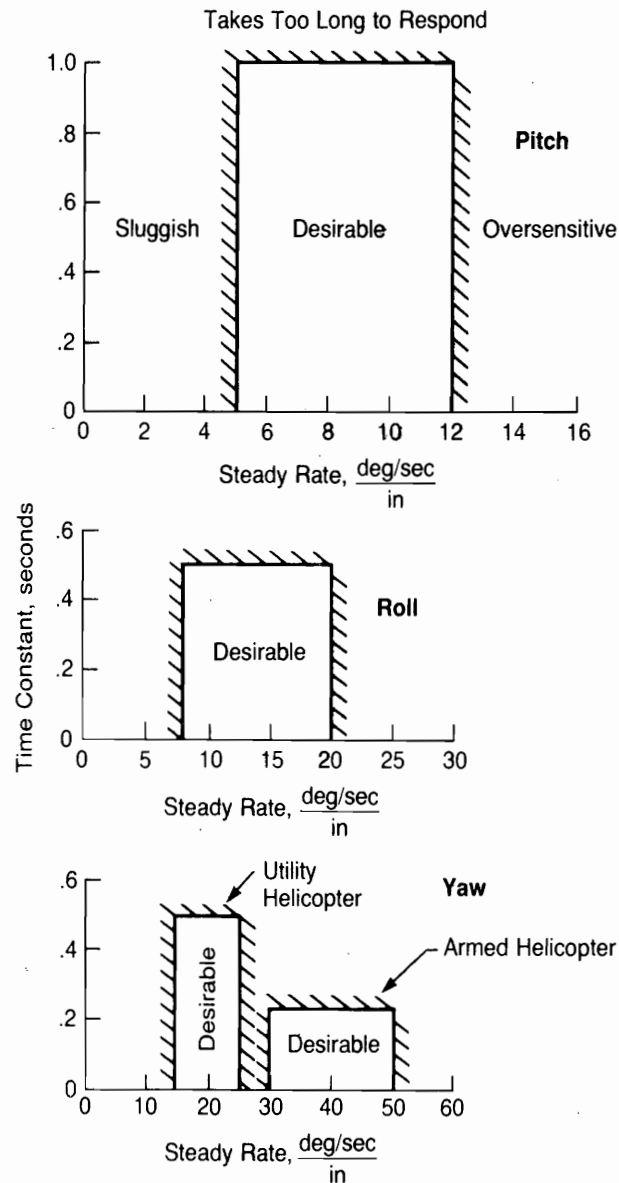 Takes Too Long to Respond
1.0
.8
.6
.4
.2
0
Pitch
Sluggish
Desirable
Oversensitive
0 2 4 6 8 10 12 14 16
Steady Rate, deg/sec
in
Time Constant, seconds
.6
.4
.2
0
Roll
Desirable
0 5 10 15 20 25 30
Steady Rate, deg/sec
in
.6
.4
.2
0
Utility
Helicopter
Yaw
Armed Helicopter
Desirable
Desirable
0 10 20 30 40 50 60
Steady Rate, deg/sec
in